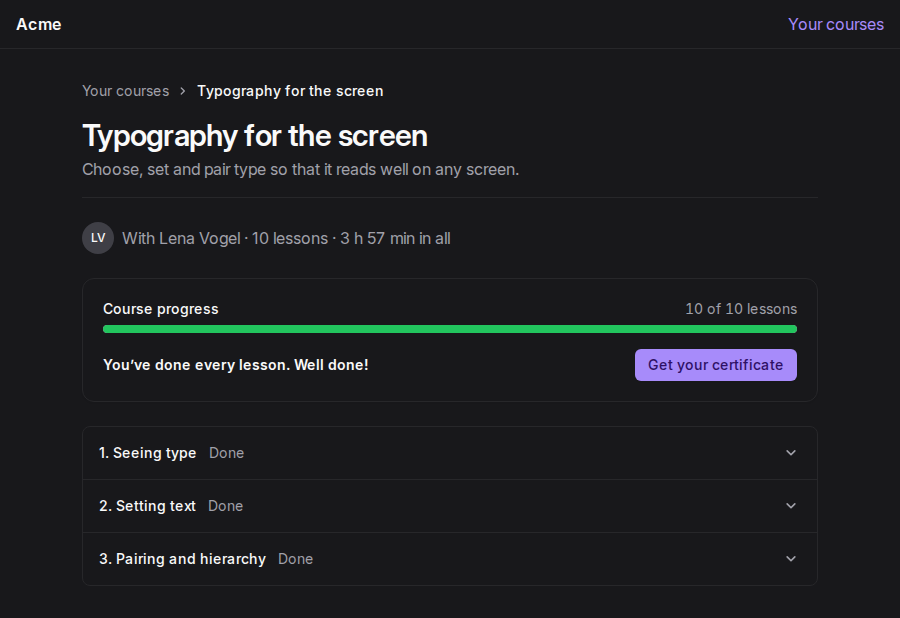 Acme
Your courses
Your courses > Typography for the screen
Typography for the screen
Choose, set and pair type so that it reads well on any screen.
LV With Lena Vogel · 10 lessons · 3 h 57 min in all
Course progress 10 of 10 lessons
You’ve done every lesson. Well done! Get your certificate
1. Seeing type Done
2. Setting text Done
3. Pairing and hierarchy Done